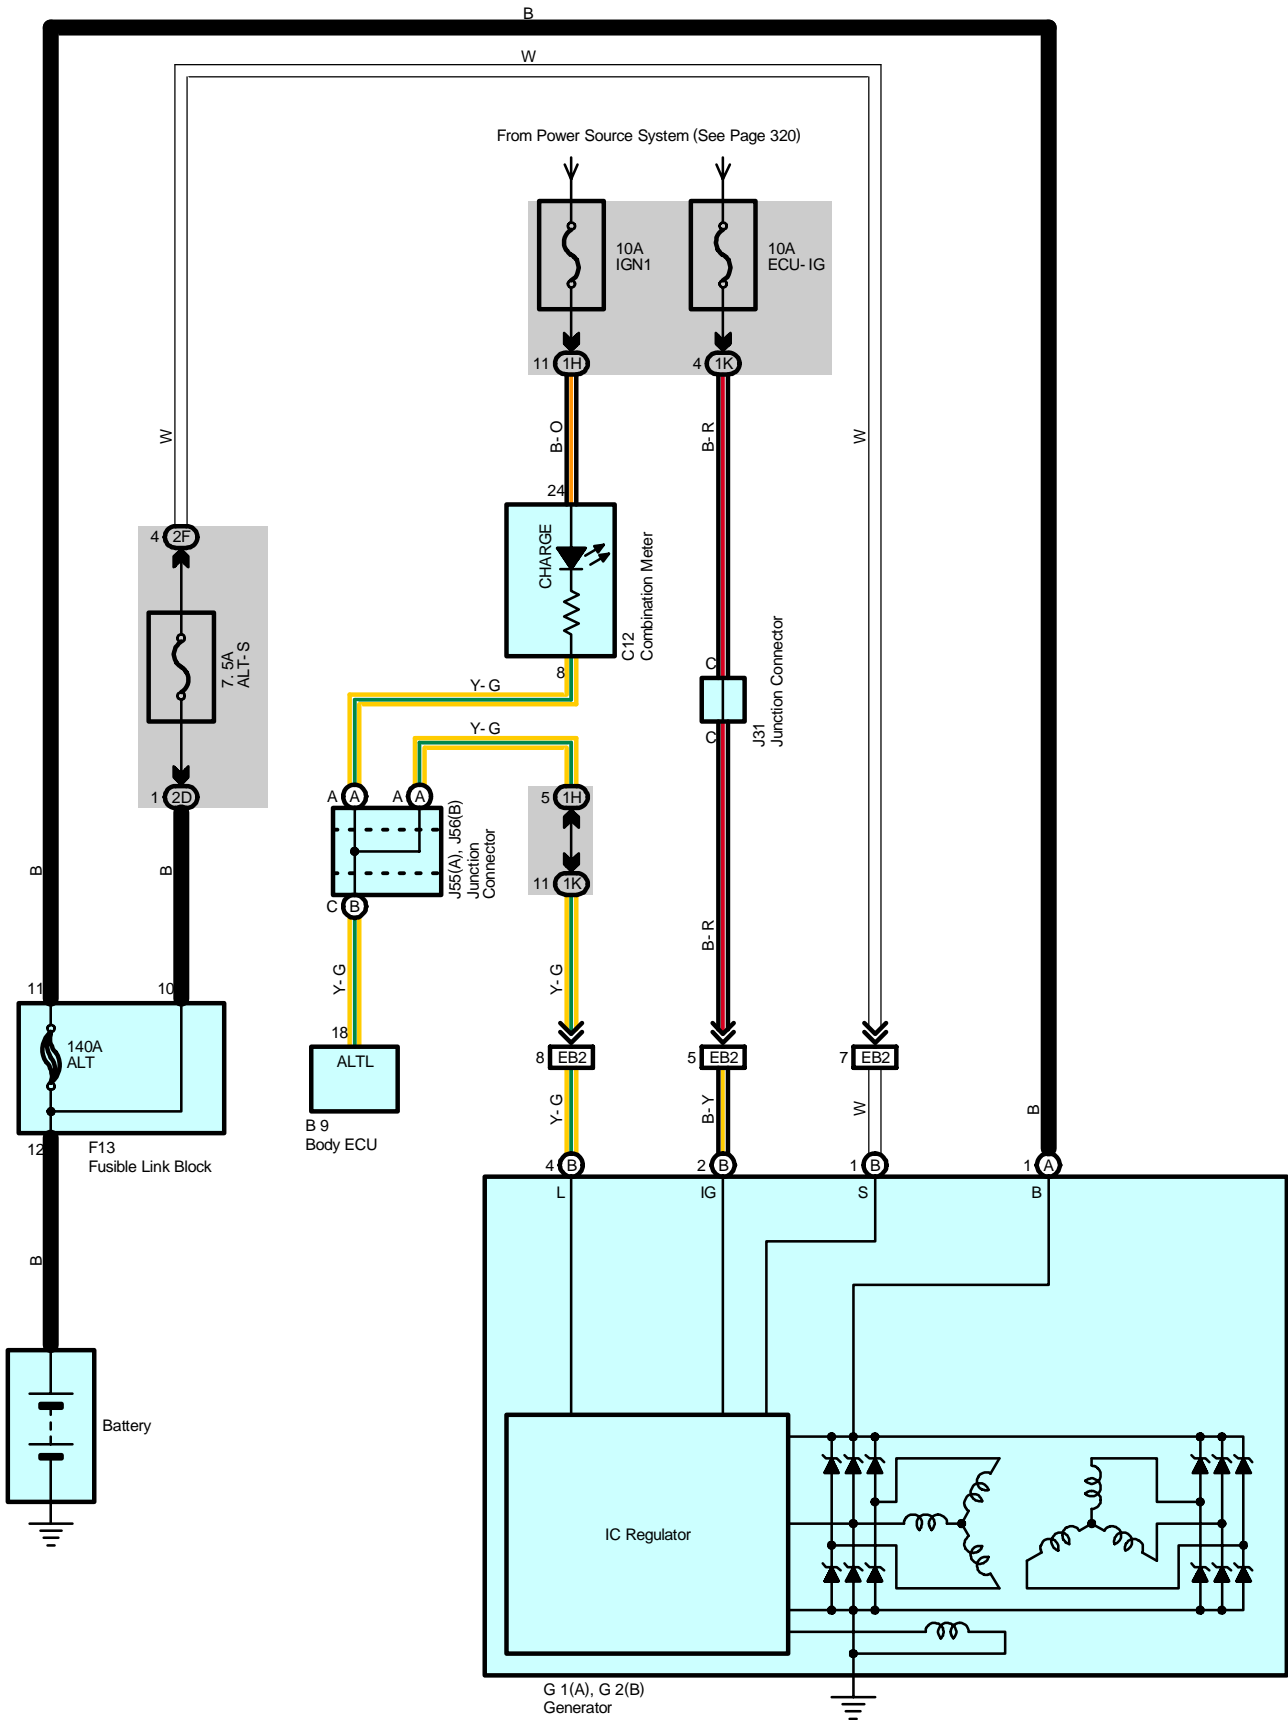 B
W
From Power Source System (See Page 320)
10A
IGN1
10A
ECU- IG
11 1H
4 1K
W
B- O
B- R
W
24
4 2F
CHARGE
C12
Combination Meter
7. 5A
ALT- S
8
C
J31
Junction Connector
C
Y- G
Y- G
1 2D
A A
A A
5 1H
J55(A), J56(B)
Junction
Connector
B
B
11 1K
C B
B- R
Y- G
Y- G
11
10
18
140A
ALT
ALTL
8 EB2
5 EB2
7 EB2
Y- G
B- Y
W
B
B 9
Body ECU
12
F13
Fusible Link Block
4 B
2 B
1 B
1 A
L
IG
S
B
B
Battery
IC Regulator
G 1(A), G 2(B)
Generator